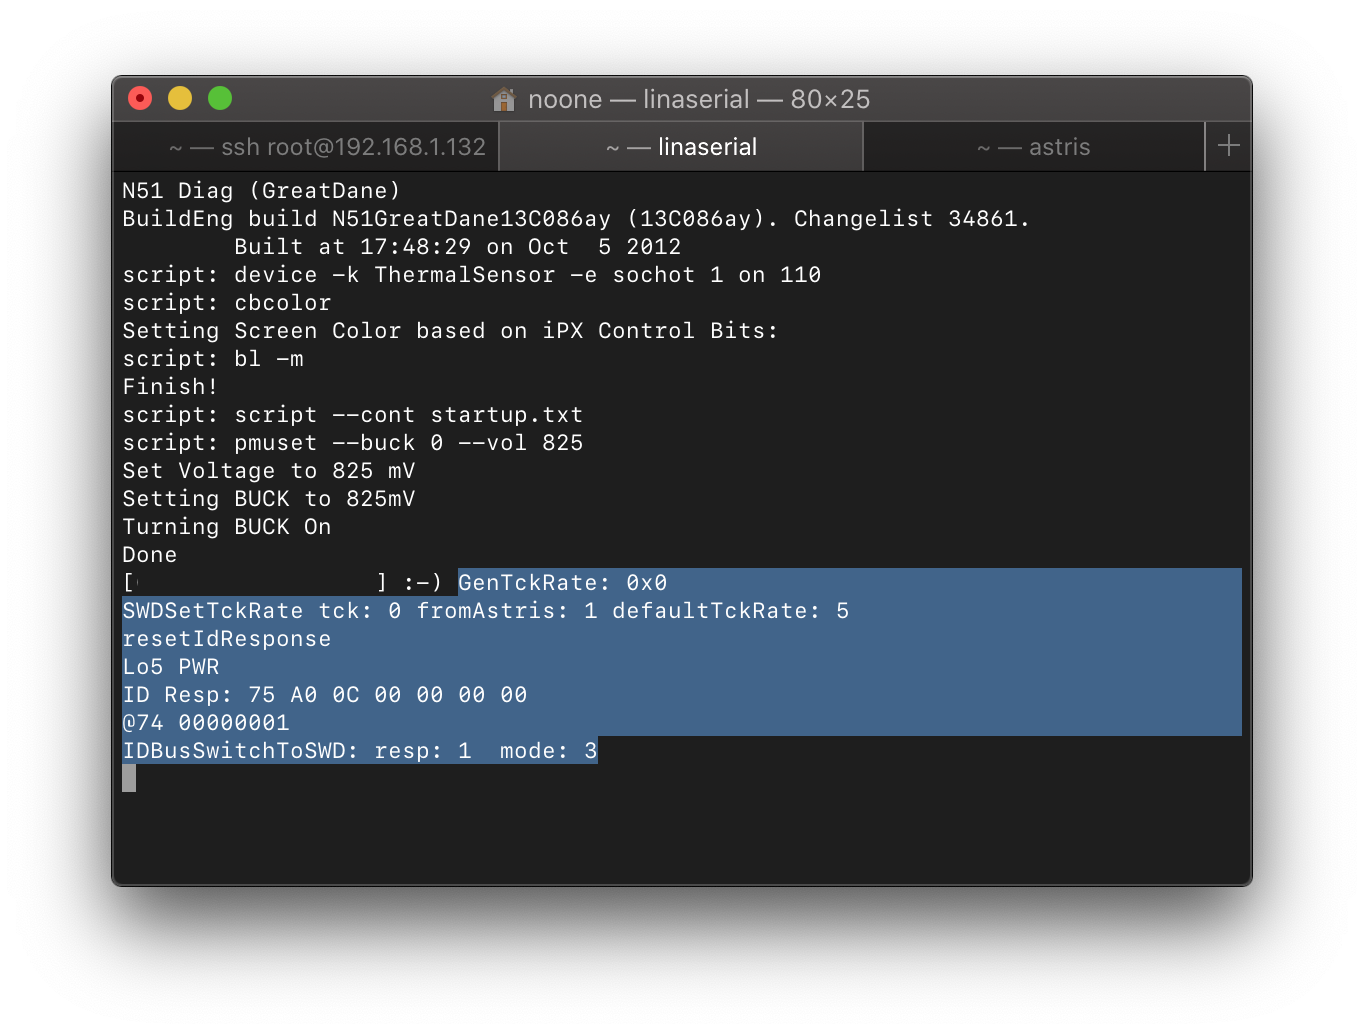 noone — linaserial — 80×25
~ — ssh root@192.168.1.132
~ — linaserial
~ — astris
+
N51 Diag (GreatDane)
BuildEng build N51GreatDane13C086ay (13C086ay). Changelist 34861.
Built at 17:48:29 on Oct  5 2012
script: device -k ThermalSensor -e sochot 1 on 110
script: cbcolor
Setting Screen Color based on iPX Control Bits:
script: bl -m
Finish!
script: script --cont startup.txt
script: pmuset --buck 0 --vol 825
Set Voltage to 825 mV
Setting BUCK to 825mV
Turning BUCK On
Done
[                 ] :-) GenTckRate: 0x0
SWDSetTckRate tck: 0 fromAstris: 1 defaultTckRate: 5
resetIdResponse
Lo5 PWR
ID Resp: 75 A0 0C 00 00 00 00
@74 00000001
IDBusSwitchToSWD: resp: 1  mode: 3